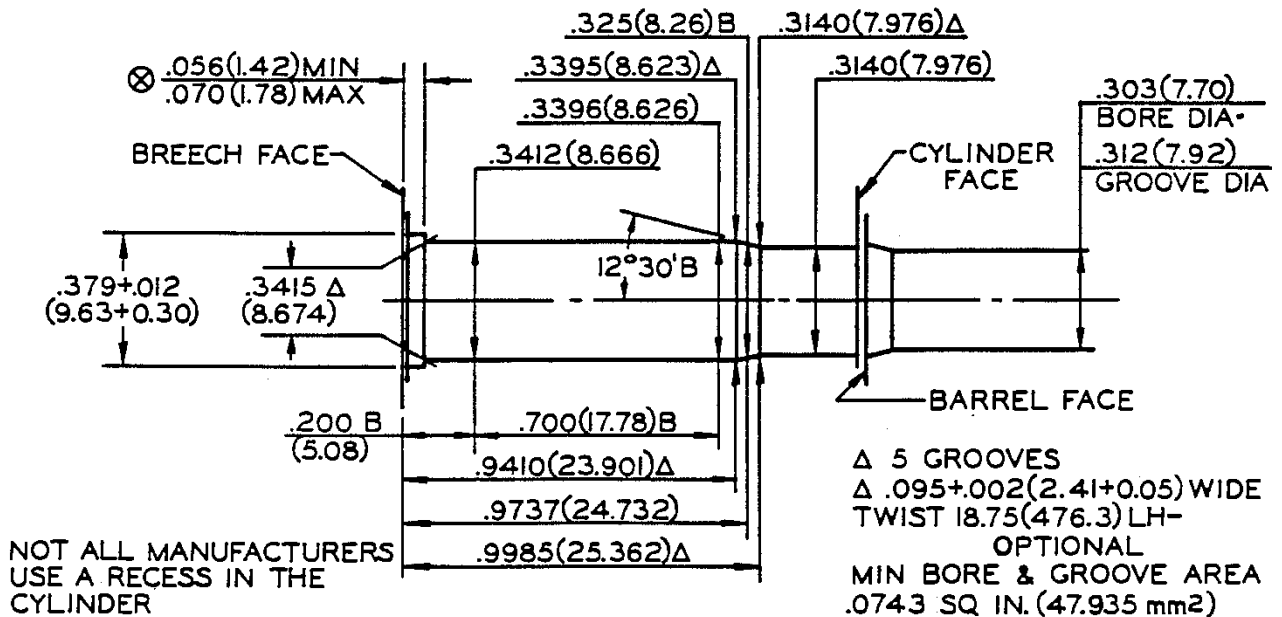 .325(8.26)B
.3140(7.976)Δ
⊗ .056(1.42)MIN
.070(1.78)MAX
.3395(8.623)Δ
.3140(7.976)
.303(7.70)
BORE DIA.
.3396(8.626)
BREECH FACE
.3412(8.666)
CYLINDER
FACE
.312(7.92)
GROOVE DIA
12°30'B
.379+.012
(9.63+0.30)
.3415 Δ
(8.674)
BARREL FACE
.200 B
(5.08)
.700(17.78)B
.9410(23.901)Δ
.9737(24.732)
.9985(25.362)Δ
NOT ALL MANUFACTURERS
USE A RECESS IN THE
CYLINDER
Δ 5 GROOVES
Δ .095+.002(2.41+0.05) WIDE
TWIST 18.75(476.3) LH-
OPTIONAL
MIN BORE & GROOVE AREA
.0743 SQ IN. (47.935 mm2)